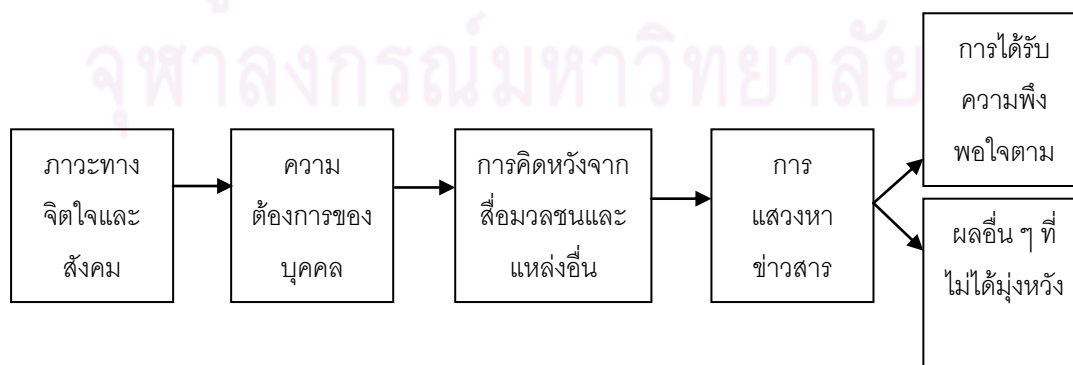 จุฬาลงกรณ์มหาวิทยาลัย
ภาวะทาง
จิตใจและ
สังคม
ความ
ต้องการของ
บุคคล
การคิดหวังจาก
สื่อมวลชนและ
แหล่งอื่น
การ
แสวงหา
ข่าวสาร
การได้รับ
ความพึง
พอใจตาม
ผลอื่น ๆ ที่
ไม่ได้มุ่งหวัง